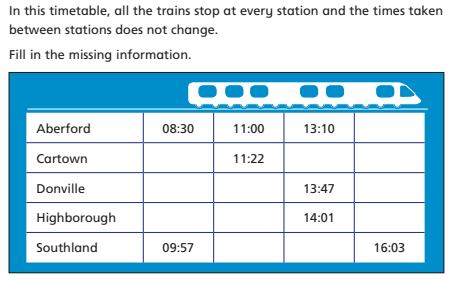 In this timetable, all the trains stop at every station and the times taken
between stations does not change.
Fill in the missing information.
Aberford 08:30 11:00 13:10
Cartown 11:22
Donville 13:47
Highborough 14:01
Southland 09:57 16:03